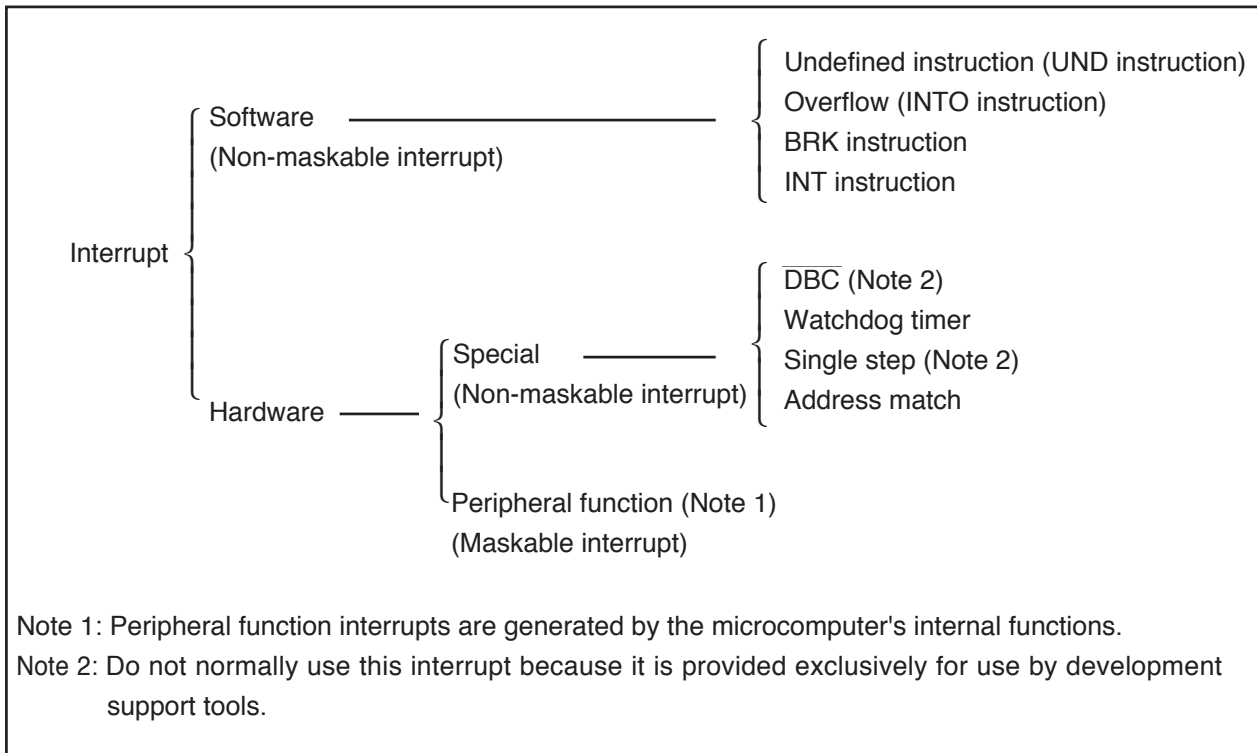 Undefined instruction (UND instruction)
Overflow (INTO instruction)
BRK instruction
INT instruction
Software
(Non-maskable interrupt)
Interrupt
Hardware
Special
(Non-maskable interrupt)
D̅B̅C̅ (Note 2)
Watchdog timer
Single step (Note 2)
Address match
Peripheral function (Note 1)
(Maskable interrupt)
Note 1: Peripheral function interrupts are generated by the microcomputer's internal functions.
Note 2: Do not normally use this interrupt because it is provided exclusively for use by development
support tools.